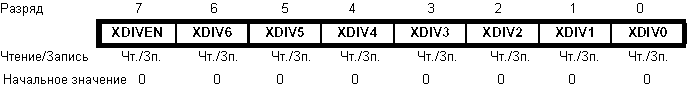 Разряд 7 6 5 4 3 2 1 0
XDIVEN XDIV6 XDIV5 XDIV4 XDIV3 XDIV2 XDIV1 XDIV0
Чтение/Запись Чт./Зп. Чт./Зп. Чт./Зп. Чт./Зп. Чт./Зп. Чт./Зп. Чт./Зп. Чт./Зп.
Начальное значение 0 0 0 0 0 0 0 0